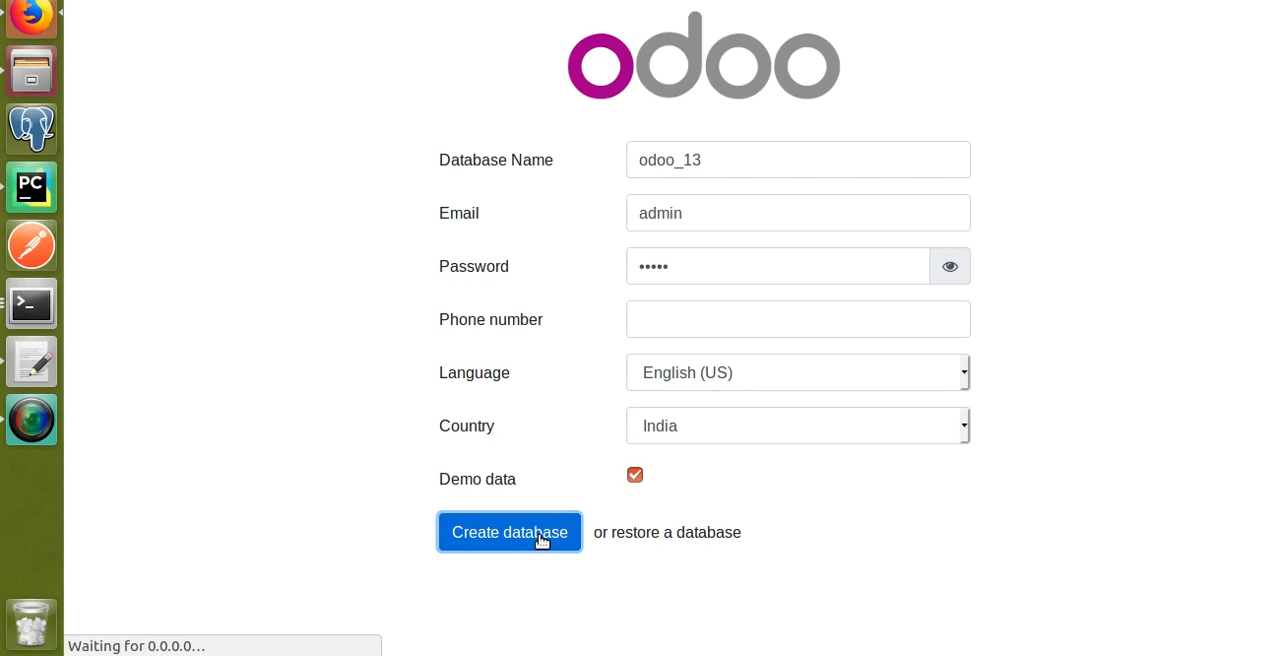 odoo
Database Name odoo_13
Email admin
Password •••••
Phone number
Language English (US)
Country India
Demo data
Create database or restore a database
PC
>_
Waiting for 0.0.0.0...